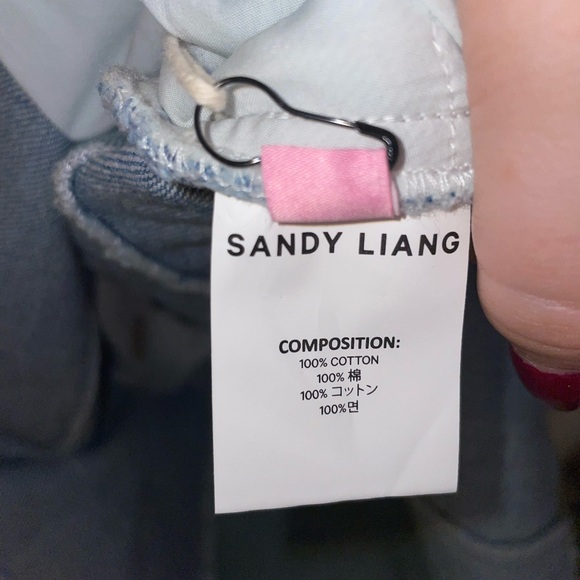 SANDY LIANG
COMPOSITION:
100% COTTON
100% 棉
100% コットン
100%면